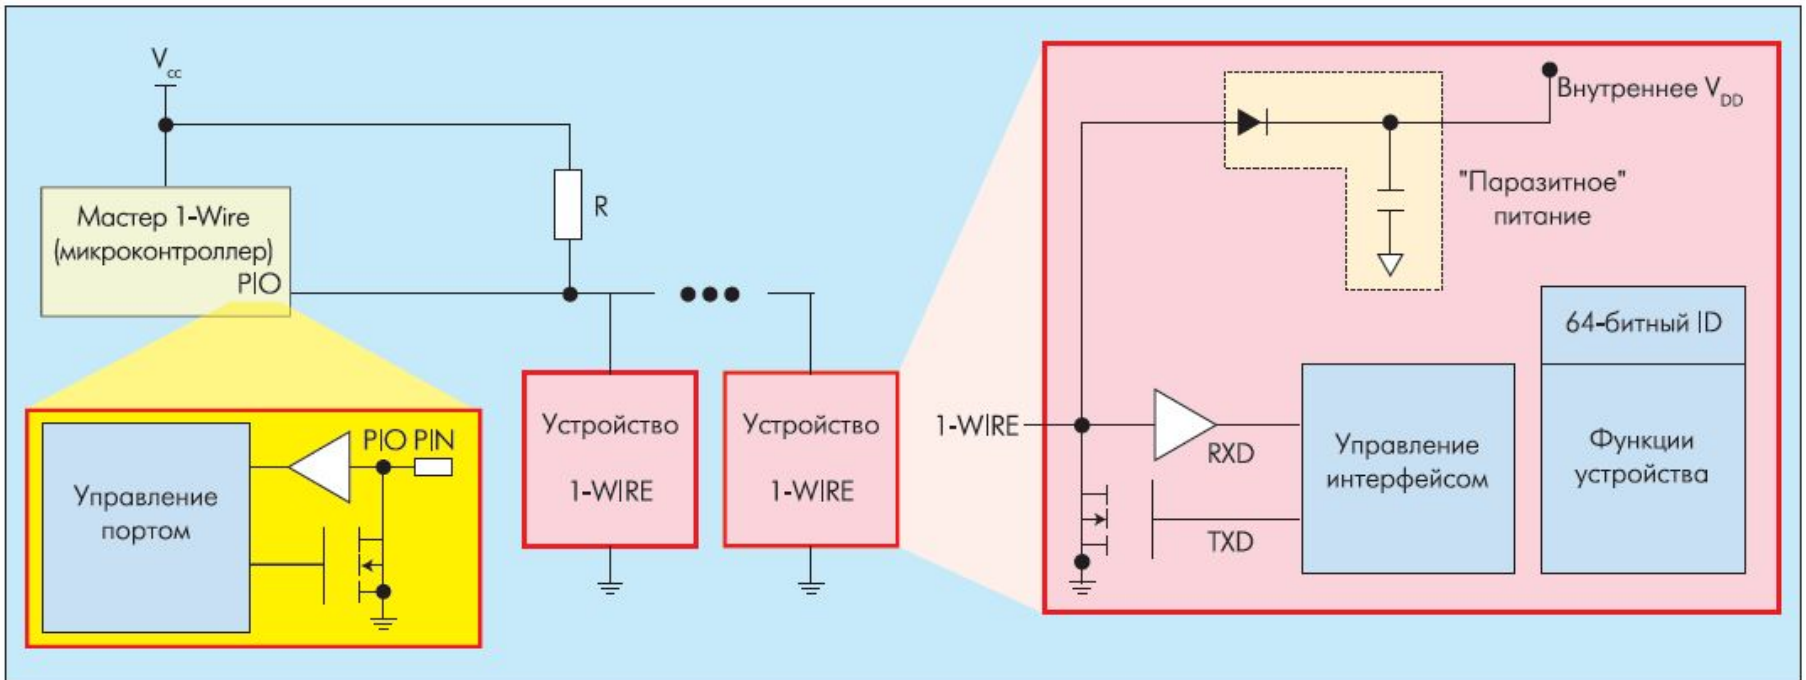 Vcc
Мастер 1-Wire
(микроконтроллер)
PIO
R
Устройство
1-WIRE
Устройство
1-WIRE
Управление
портом
PIO PIN
Внутреннее VDD
"Паразитное"
питание
1-WIRE
RXD
TXD
Управление
интерфейсом
64-битный ID
Функции
устройства